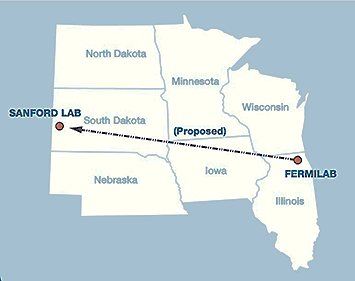 North Dakota
Minnesota
SANFORD LAB
South Dakota
Wisconsin
(Proposed)
Nebraska
Iowa
FERMILAB
Illinois